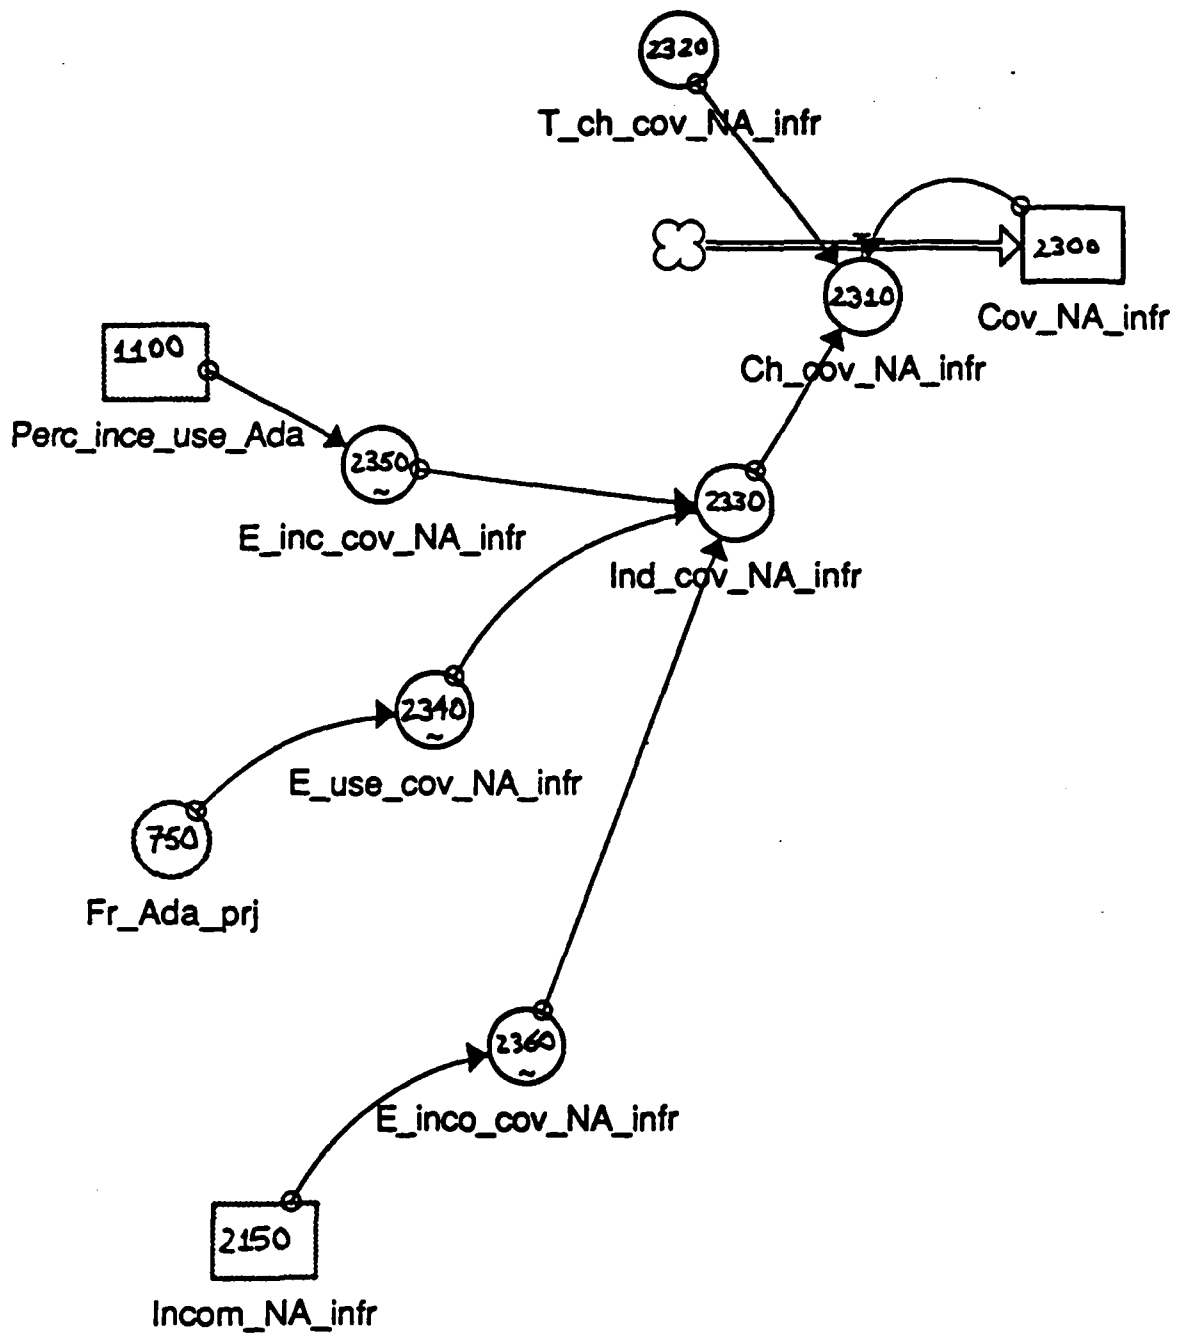 2320
T_ch_cov_NA_infr
2300
2310
Cov_NA_infr
1100
Ch_cov_NA_infr
Perc_ince_use_Ada
2350
~
2330
E_inc_cov_NA_infr
Ind_cov_NA_infr
2340
~
E_use_cov_NA_infr
750
Fr_Ada_prj
2360
~
E_inco_cov_NA_infr
2150
Incom_NA_infr